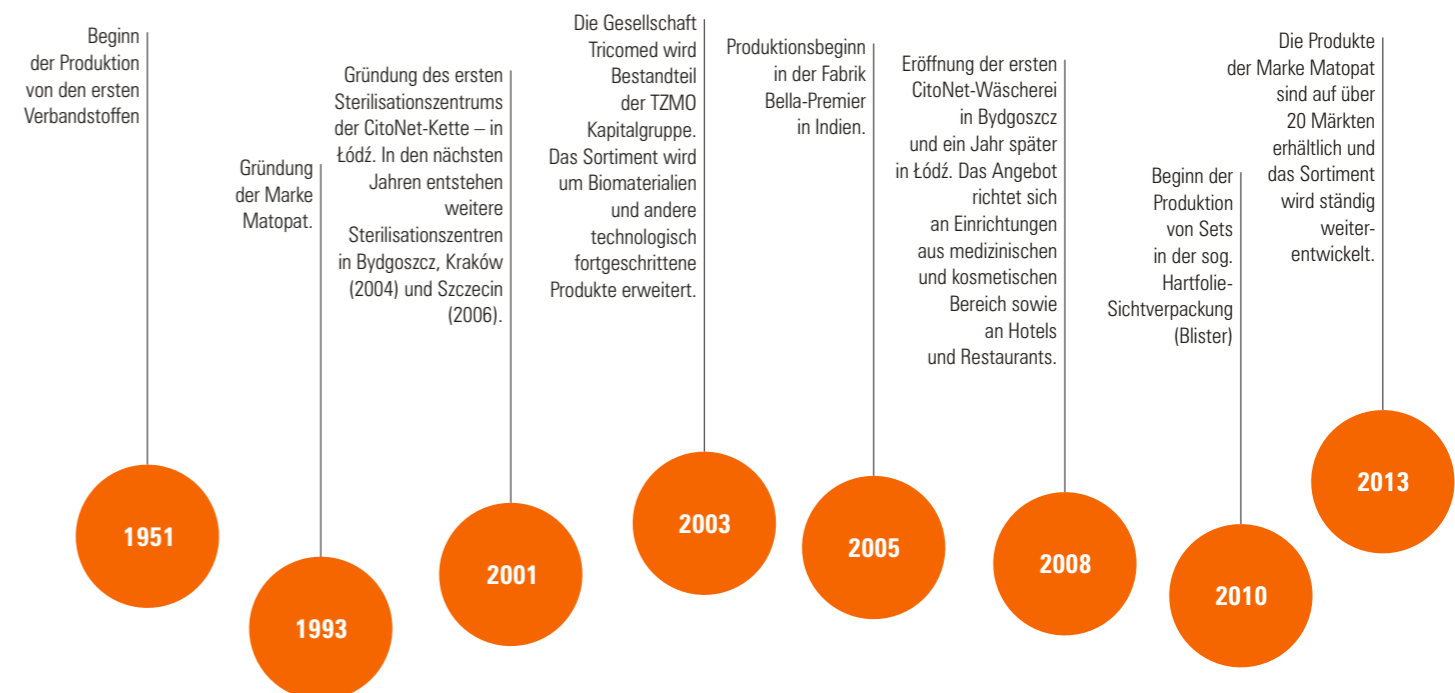 Beginn
der Produktion
von den ersten
Verbandstoffen
1951
Gründung
der Marke
Matopat.
1993
Gründung des ersten
Sterilisationszentrums
der CitoNet-Kette – in
Łódź. In den nächsten
Jahren entstehen
weitere
Sterilisationszentren
in Bydgoszcz, Kraków
(2004) und Szczecin
(2006).
2001
Die Gesellschaft
Tricomed wird
Bestandteil
der TZMO
Kapitalgruppe.
Das Sortiment wird
um Biomaterialien
und andere
technologisch
fortgeschrittene
Produkte erweitert.
2003
Produktionsbeginn
in der Fabrik
Bella-Premier
in Indien.
2005
Eröffnung der ersten
CitoNet-Wäscherei
in Bydgoszcz
und ein Jahr später
in Łódź. Das Angebot
richtet sich
an Einrichtungen
aus medizinischen
und kosmetischen
Bereich sowie
an Hotels
und Restaurants.
2008
Beginn der
Produktion
von Sets
in der sog.
Hartfolie-
Sichtverpackung
(Blister)
2010
Die Produkte
der Marke Matopat
sind auf über
20 Märkten
erhältlich und
das Sortiment
wird ständig
weiter-
entwickelt.
2013